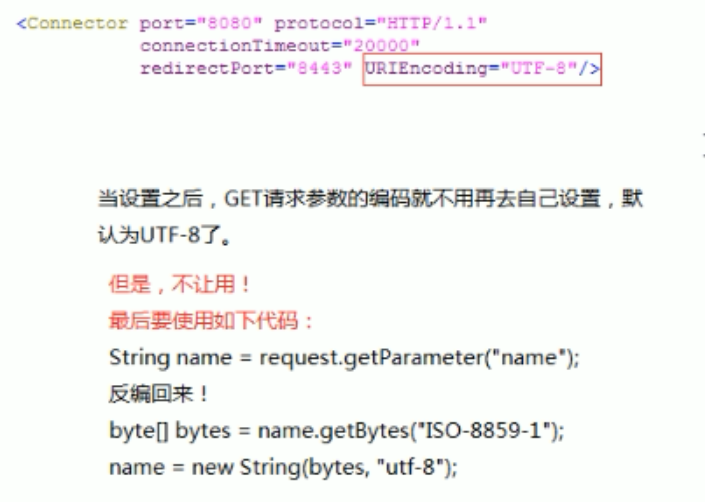 <Connector port="8080" protocol="HTTP/1.1"
connectionTimeout="20000"
redirectPort="8443" URIEncoding="UTF-8"/>
当设置之后，GET请求参数的编码就不用再去自己设置，默
认为UTF-8了。
但是，不让用！
最后要使用如下代码：
String name = request.getParameter("name");
反编回来！
byte[] bytes = name.getBytes("ISO-8859-1");
name = new String(bytes, "utf-8");